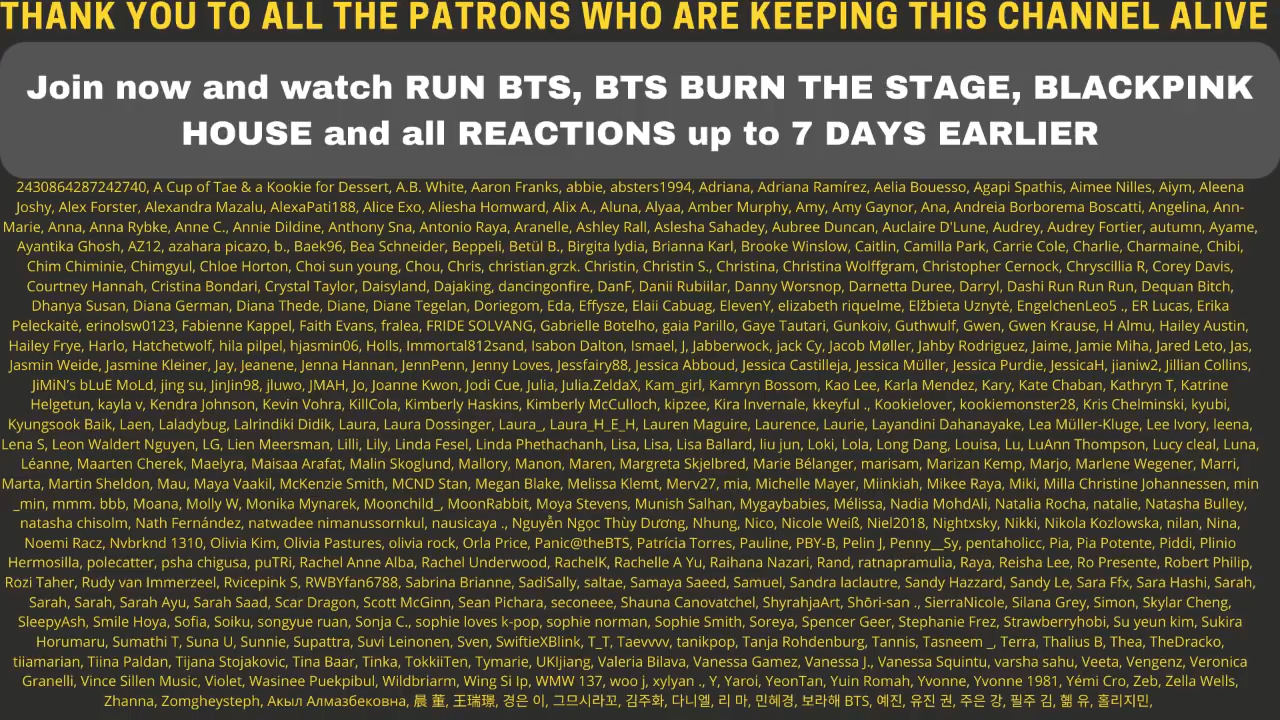 THANK YOU TO ALL THE PATRONS WHO ARE KEEPING THIS CHANNEL ALIVE
Join now and watch RUN BTS, BTS BURN THE STAGE, BLACKPINK
HOUSE and all REACTIONS up to 7 DAYS EARLIER
2430864287242740, A Cup of Tae & a Kookie for Dessert, A.B. White, Aaron Franks, abbie, absters1994, Adriana, Adriana Ramírez, Aelia Bouesso, Agapi Spathis, Aimee Nilles, Aiym, Aleena
Joshy, Alex Forster, Alexandra Mazalu, AlexaPati188, Alice Exo, Aliesha Homward, Alix A., Aluna, Alyaa, Amber Murphy, Amy, Amy Gaynor, Ana, Andreia Borborema Boscatti, Angelina, Ann-
Marie, Anna, Anna Rybke, Anne C., Annie Dildine, Anthony Sna, Antonio Raya, Aranelle, Ashley Rall, Aslesha Sahadey, Aubree Duncan, Auclaire D'Lune, Audrey, Audrey Fortier, autumn, Ayame,
Ayantika Ghosh, AZ12, azahara picazo, b., Baek96, Bea Schneider, Beppeli, Betül B., Birgita lydia, Brianna Karl, Brooke Winslow, Caitlin, Camilla Park, Carrie Cole, Charlie, Charmaine, Chibi,
Chim Chiminie, Chimgyul, Chloe Horton, Choi sun young, Chou, Chris, christian.grzk. Christin, Christin S., Christina, Christina Wolffgram, Christopher Cernock, Chryscillia R, Corey Davis,
Courtney Hannah, Cristina Bondari, Crystal Taylor, Daisyland, Dajaking, dancingonfire, DanF, Danii Rubiilar, Danny Worsnop, Darnetta Duree, Darryl, Dashi Run Run Run, Dequan Bitch,
Dhanya Susan, Diana German, Diana Thede, Diane, Diane Tegelan, Doriegom, Eda, Effysze, Elaii Cabuag, ElevenY, elizabeth riquelme, Elžbieta Uznytė, EngelchenLeo5 ., ER Lucas, Erika
Peleckaitė, erinolsw0123, Fabienne Kappel, Faith Evans, fralea, FRIDE SOLVANG, Gabrielle Botelho, gaia Parillo, Gaye Tautari, Gunkoiv, Guthwulf, Gwen, Gwen Krause, H Almu, Hailey Austin,
Hailey Frye, Harlo, Hatchetwolf, hila pilpel, hjasmin06, Holls, Immortal812sand, Isabon Dalton, Ismael, J, Jabberwock, jack Cy, Jacob Møller, Jahby Rodriguez, Jaime, Jamie Miha, Jared Leto, Jas,
Jasmin Weide, Jasmine Kleiner, Jay, Jeanene, Jenna Hannan, JennPenn, Jenny Loves, Jessfairy88, Jessica Abboud, Jessica Castilleja, Jessica Müller, Jessica Purdie, JessicaH, jianiw2, Jillian Collins,
JiMiN's bLuE MoLd, jing su, JinJin98, jluwo, JMAH, Jo, Joanne Kwon, Jodi Cue, Julia, Julia.ZeldaX, Kam_girl, Kamryn Bossom, Kao Lee, Karla Mendez, Kary, Kate Chaban, Kathryn T, Katrine
Helgetun, kayla v, Kendra Johnson, Kevin Vohra, KillCola, Kimberly Haskins, Kimberly McCulloch, kipzee, Kira Invernale, kkeyful ., Kookielover, kookiemonster28, Kris Chelminski, kyubi,
Kyungsook Baik, Laen, Laladybug, Lalrindiki Didik, Laura, Laura Dossinger, Laura_, Laura_H_E_H, Lauren Maguire, Laurence, Laurie, Layandini Dahanayake, Lea Müller-Kluge, Lee Ivory, leena,
Lena S, Leon Waldert Nguyen, LG, Lien Meersman, Lilli, Lily, Linda Fesel, Linda Phethachanh, Lisa, Lisa, Lisa Ballard, liu jun, Loki, Lola, Long Dang, Louisa, Lu, LuAnn Thompson, Lucy cleal, Luna,
Léanne, Maarten Cherek, Maelyra, Maisaa Arafat, Malin Skoglund, Mallory, Manon, Maren, Margreta Skjelbred, Marie Bélanger, marisam, Marizan Kemp, Marjo, Marlene Wegener, Marri,
Marta, Martin Sheldon, Mau, Maya Vaakil, McKenzie Smith, MCND Stan, Megan Blake, Melissa Klemt, Merv27, mia, Michelle Mayer, Miinkiah, Mikee Raya, Miki, Milla Christine Johannessen, min
_min, mmm. bbb, Moana, Molly W, Monika Mynarek, Moonchild_, MoonRabbit, Moya Stevens, Munish Salhan, Mygaybabies, Mélissa, Nadia MohdAli, Natalia Rocha, natalie, Natasha Bulley,
natasha chisolm, Nath Fernández, natwadee nimanussornkul, nausicaya ., Nguyễn Ngọc Thùy Dương, Nhung, Nico, Nicole Weiß, Niel2018, Nightxsky, Nikki, Nikola Kozlowska, nilan, Nina,
Noemi Racz, Nvbrknd 1310, Olivia Kim, Olivia Pastures, olivia rock, Orla Price, Panic@theBTS, Patrícia Torres, Pauline, PBY-B, Pelin J, Penny__Sy, pentaholicc, Pia, Pia Potente, Piddi, Plinio
Hermosilla, polecatter, psha chigusa, puTRi, Rachel Anne Alba, Rachel Underwood, RachelK, Rachelle A Yu, Raihana Nazari, Rand, ratnapramulia, Raya, Reisha Lee, Ro Presente, Robert Philip,
Rozi Taher, Rudy van Immerzeel, Rvicepink S, RWBYfan6788, Sabrina Brianne, SadiSally, saltae, Samaya Saeed, Samuel, Sandra laclautre, Sandy Hazzard, Sandy Le, Sara Ffx, Sara Hashi, Sarah,
Sarah, Sarah, Sarah Ayu, Sarah Saad, Scar Dragon, Scott McGinn, Sean Pichara, seconeee, Shauna Canovatchel, ShyrahjaArt, Shōri-san ., SierraNicole, Silana Grey, Simon, Skylar Cheng,
SleepyAsh, Smile Hoya, Sofia, Soiku, songyue ruan, Sonja C., sophie loves k-pop, sophie norman, Sophie Smith, Soreya, Spencer Geer, Stephanie Frez, Strawberryhobi, Su yeun kim, Sukira
Horumaru, Sumathi T, Suna U, Sunnie, Supattra, Suvi Leinonen, Sven, SwiftieXBlink, T_T, Taevvvv, tanikpop, Tanja Rohdenburg, Tannis, Tasneem _, Terra, Thalius B, Thea, TheDracko,
tiiamarian, Tiina Paldan, Tijana Stojakovic, Tina Baar, Tinka, TokkiiTen, Tymarie, UKIjiang, Valeria Bilava, Vanessa Gamez, Vanessa J., Vanessa Squintu, varsha sahu, Veeta, Vengenz, Veronica
Granelli, Vince Sillen Music, Violet, Wasinee Puekpibul, Wildbriarm, Wing Si Ip, WMW 137, woo j, xylyan ., Y, Yaroi, YeonTan, Yuin Romah, Yvonne, Yvonne 1981, Yémi Cro, Zeb, Zella Wells,
Zhanna, Zomgheysteph, Акыл Алмазбековна, 晨 董, 王瑞璟, 경은 이, 그므시라꼬, 김주화, 다니엘, 리 마, 민혜경, 보라해 BTS, 예진, 유진 권, 주은 강, 필주 김, 혫 유, 홀리지민,